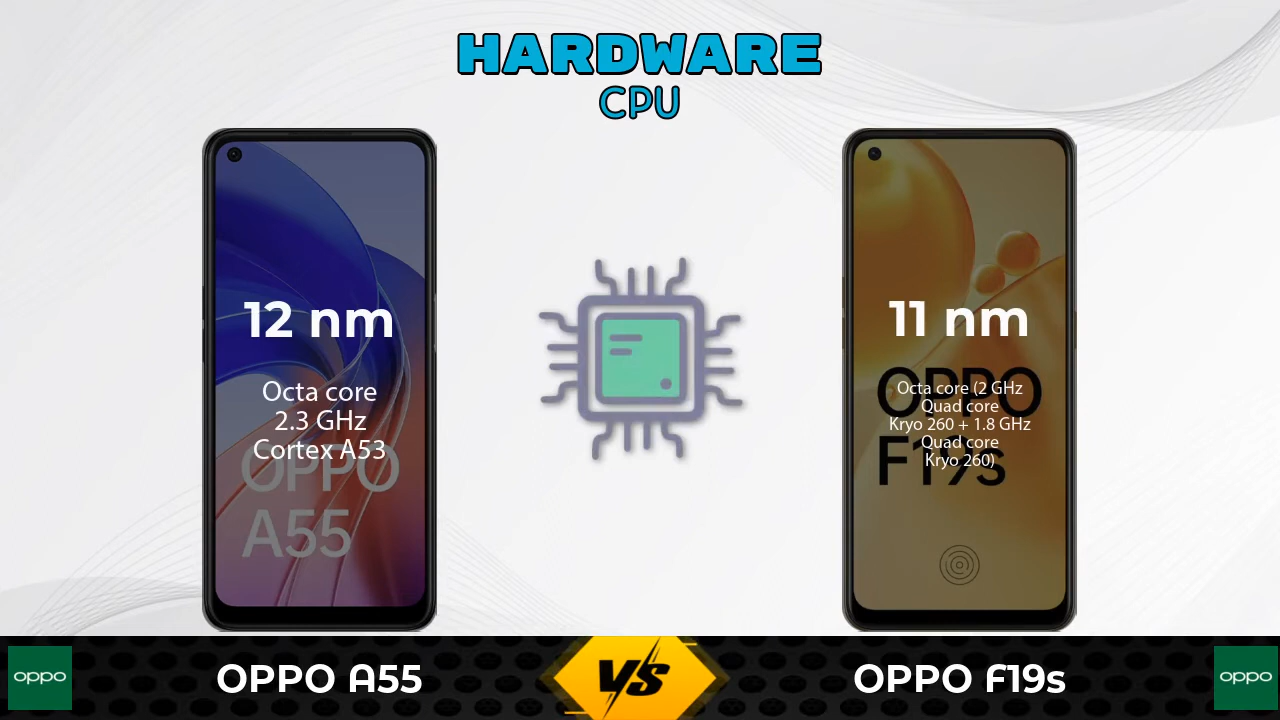 HARDWARE
CPU
12 nm
Octa core
2.3 GHz
Cortex A53
OPPO
A55
11 nm
OPPO
F19s
Octa core (2 GHz
Quad core
Kryo 260 + 1.8 GHz
Quad core
Kryo 260)
oppo
OPPO A55
VS
OPPO F19s
oppo